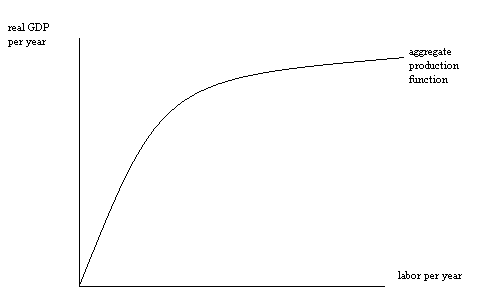 real GDP
per year
aggregate
production
function
labor per year